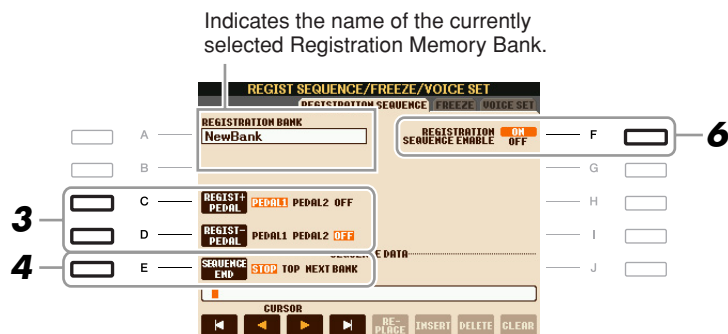 Indicates the name of the currently
selected Registration Memory Bank.
REGIST SEQUENCE/FREEZE/VOICE SET
REGISTRATION SEQUENCE FREEZE VOICE SET
REGISTRATION BANK
NewBank
REGISTRATION SEQUENCE ENABLE ON OFF
A
F
6
B
G
3
C
REGIST+ PEDAL PEDAL1 PEDAL2 OFF
H
D
REGIST- PEDAL PEDAL1 PEDAL2 OFF
I
DATA
4
E
SEQUENCE END STOP TOP NEXT BANK
J
CURSOR
RE-PLACE INSERT DELETE CLEAR